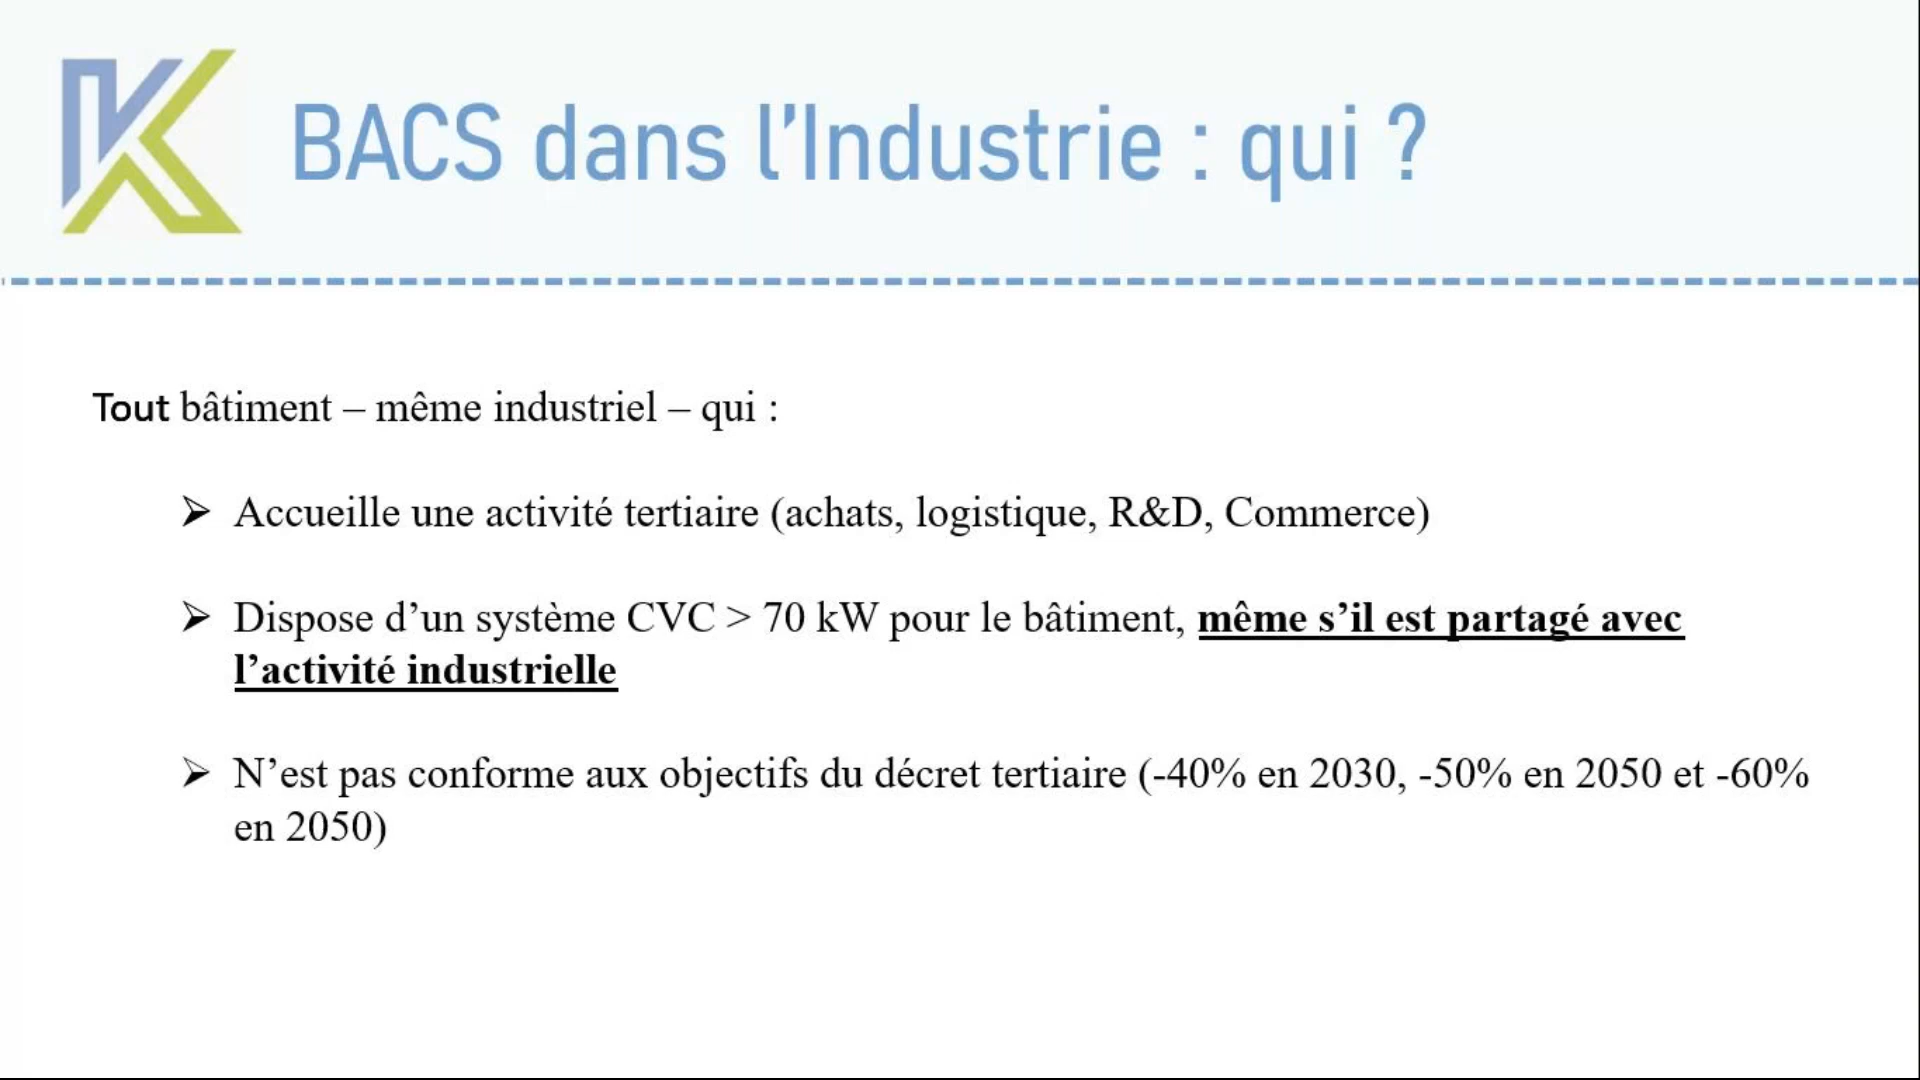 BACS dans l’Industrie : qui ?
Tout bâtiment – même industriel – qui :
➢ Accueille une activité tertiaire (achats, logistique, R&D, Commerce)
➢ Dispose d’un système CVC > 70 kW pour le bâtiment, même s’il est partagé avec
l’activité industrielle
➢ N’est pas conforme aux objectifs du décret tertiaire (-40% en 2030, -50% en 2050 et -60%
en 2050)